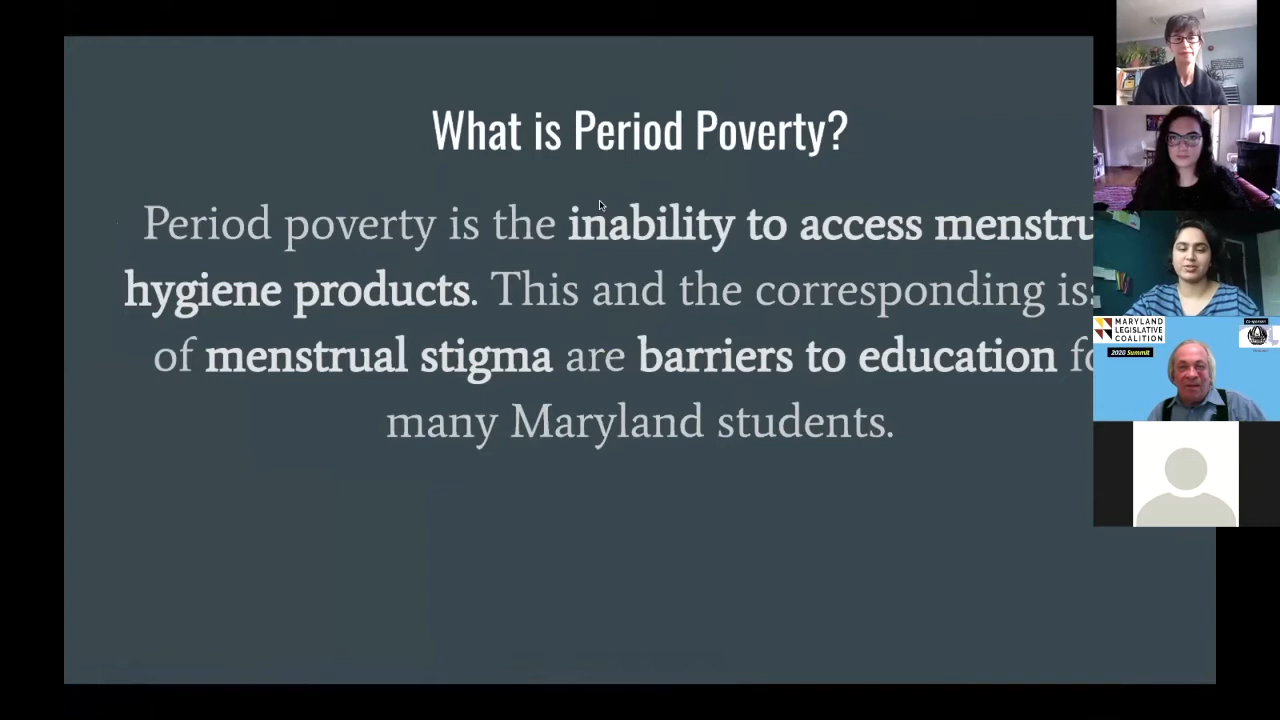 What is Period Poverty?
Period poverty is the inability to access menstru
hygiene products. This and the corresponding is
of menstrual stigma are barriers to education fo
many Maryland students.
MARYLAND
LEGISLATIVE
COALITION
2020 Summit